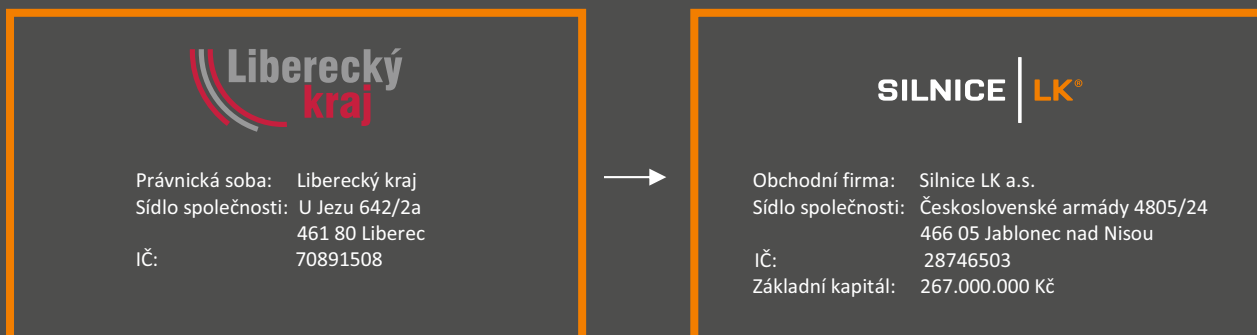 Liberecký
kraj
Právnická soba: Liberecký kraj
Sídlo společnosti: U Jezu 642/2a
461 80 Liberec
IČ: 70891508
SILNICE LK®
Obchodní firma: Silnice LK a.s.
Sídlo společnosti: Československé armády 4805/24
466 05 Jablonec nad Nisou
IČ: 28746503
Základní kapitál: 267.000.000 Kč